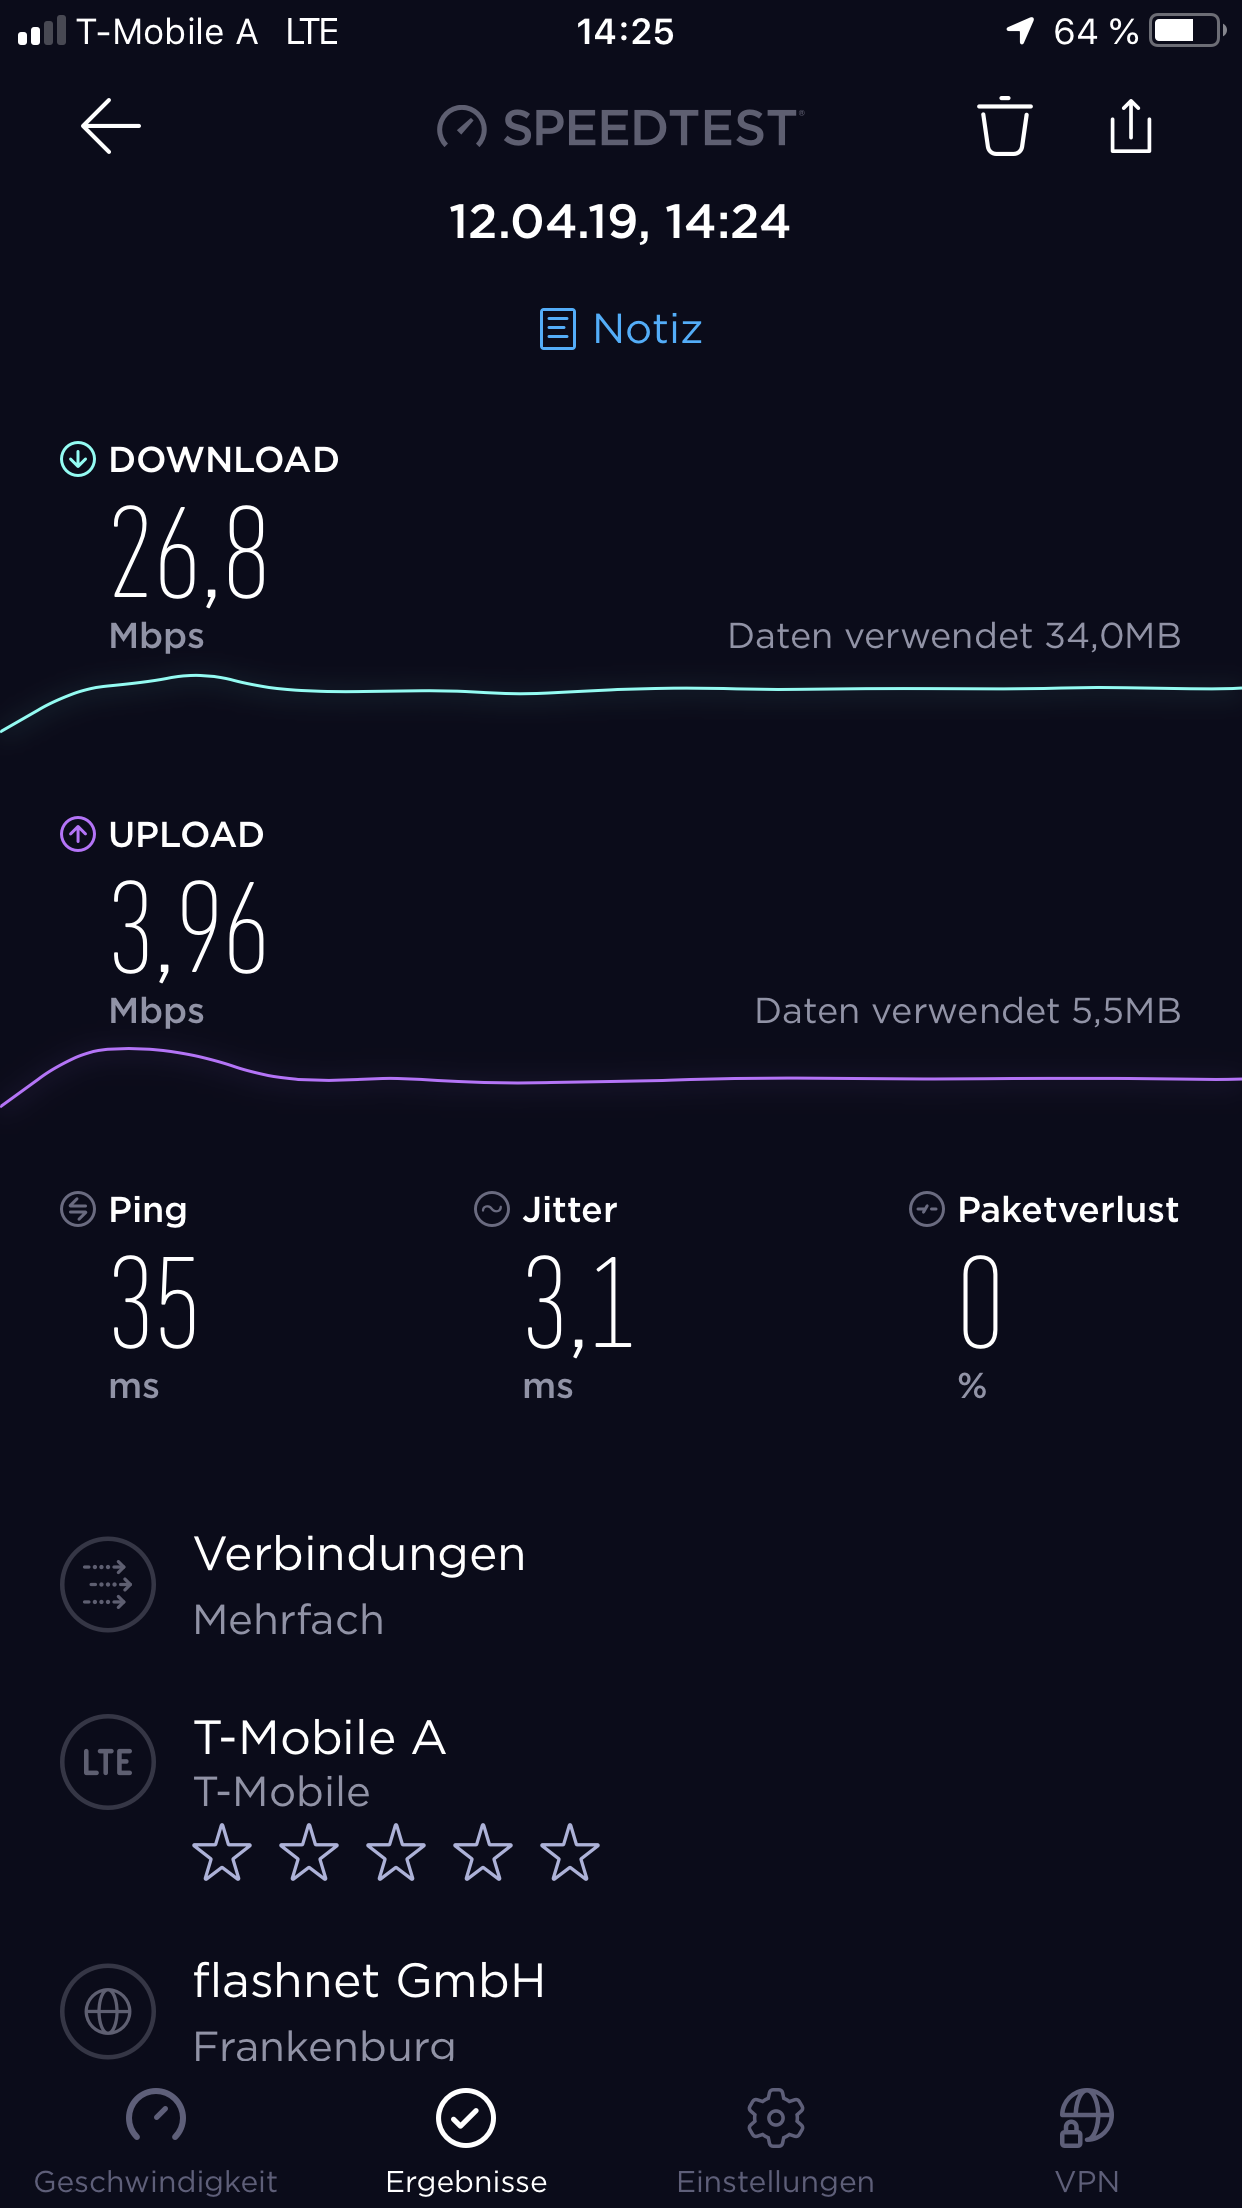 T-Mobile A LTE 14:25 64 %
SPEEDTEST
12.04.19, 14:24
Notiz
DOWNLOAD
26,8
Mbps Daten verwendet 34,0MB
UPLOAD
3,96
Mbps Daten verwendet 5,5MB
Ping Jitter Paketverlust
35 3,1 0
ms ms %
Verbindungen
Mehrfach
LTE T-Mobile A
T-Mobile
flashnet GmbH
Frankenburg
Geschwindigkeit Ergebnisse Einstellungen VPN